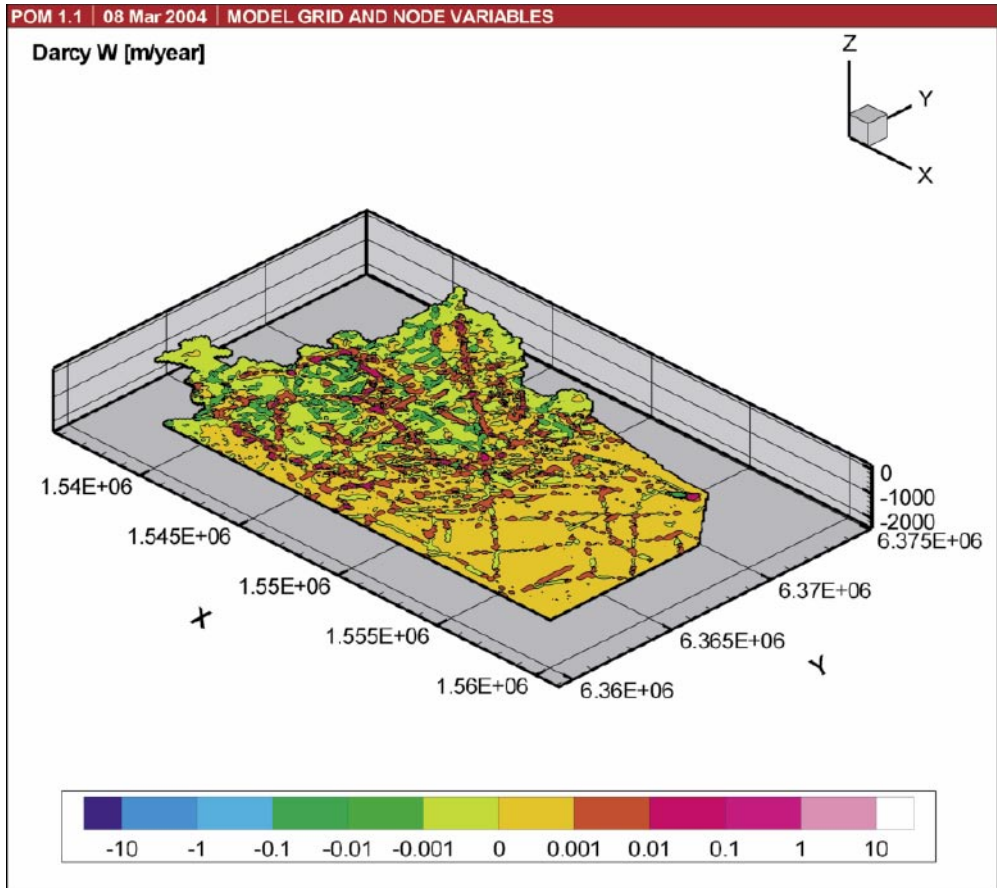 POM 1.1 | 08 Mar 2004 | MODEL GRID AND NODE VARIABLES
Darcy W [m/year]
Z
Y
X
0
-1000
-2000
1.54E+06
6.375E+06
1.545E+06
1.55E+06
6.37E+06
X
1.555E+06
6.365E+06
Y
1.56E+06
6.36E+06
-10 -1 -0.1 -0.01 -0.001 0 0.001 0.01 0.1 1 10